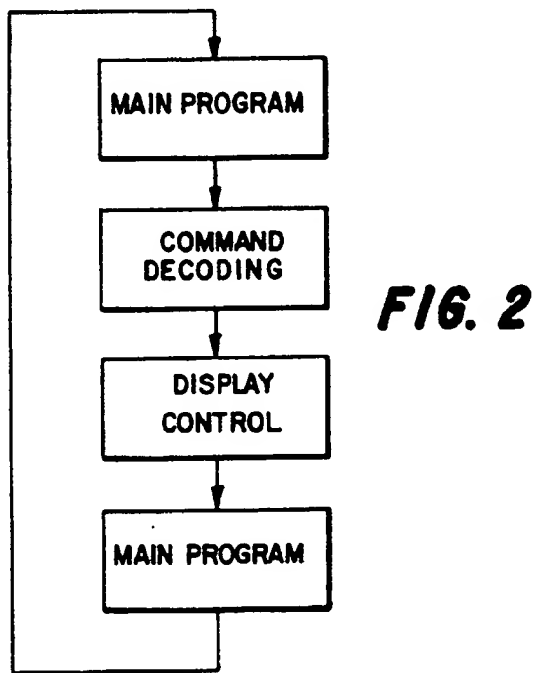 MAIN PROGRAM
COMMAND
DECODING
DISPLAY
CONTROL
MAIN PROGRAM
FIG. 2